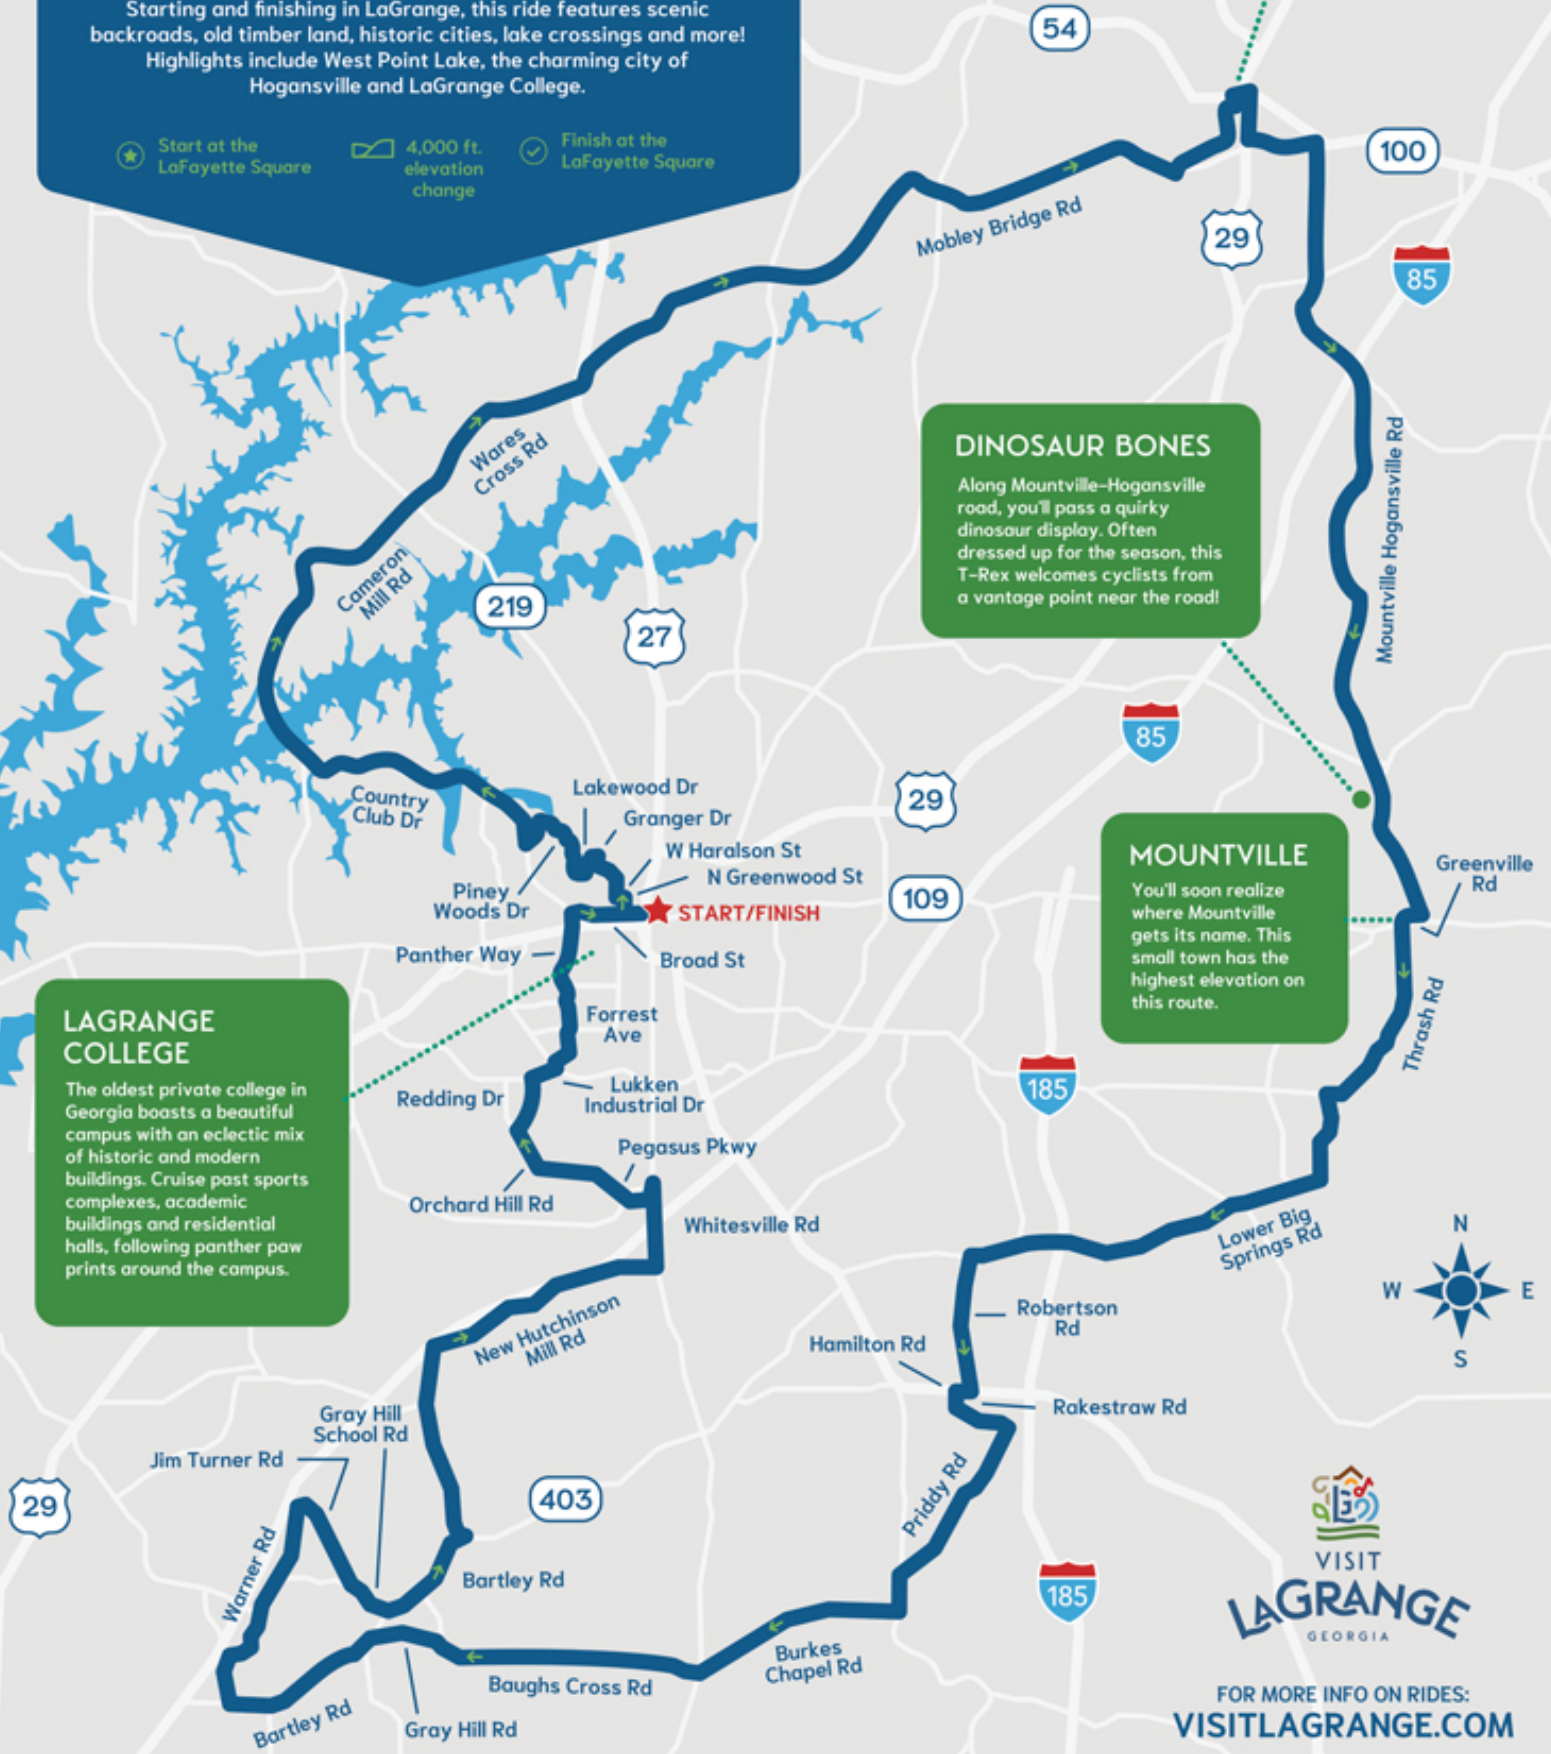 Starting and finishing in LaGrange, this ride features scenic
backroads, old timber land, historic cities, lake crossings and more!
Highlights include West Point Lake, the charming city of
Hogansville and LaGrange College.
Start at the
LaFayette Square
4,000 ft.
elevation
change
Finish at the
LaFayette Square
54
100
29
85
Mobley Bridge Rd
Wares
Cross Rd
Cameron
Mill Rd
219
27
DINOSAUR BONES
Along Mountville-Hogansville
road, you'll pass a quirky
dinosaur display. Often
dressed up for the season, this
T-Rex welcomes cyclists from
a vantage point near the road!
Mountville Hogansville Rd
85
29
109
Country
Club Dr
Lakewood Dr
Granger Dr
W Haralson St
N Greenwood St
Piney
Woods Dr
START/FINISH
Panther Way
Broad St
MOUNTVILLE
You'll soon realize
where Mountville
gets its name. This
small town has the
highest elevation on
this route.
Greenville
Rd
Thrash Rd
LAGRANGE
COLLEGE
The oldest private college in
Georgia boasts a beautiful
campus with an eclectic mix
of historic and modern
buildings. Cruise past sports
complexes, academic
buildings and residential
halls, following panther paw
prints around the campus.
Forrest
Ave
Redding Dr
Lukken
Industrial Dr
185
Pegasus Pkwy
Orchard Hill Rd
Whitesville Rd
Lower Big
Springs Rd
N
W
E
S
New Hutchinson
Mill Rd
Robertson
Rd
Hamilton Rd
Rakestraw Rd
Gray Hill
School Rd
Jim Turner Rd
29
403
Priddy Rd
Warner Rd
Bartley Rd
185
Burkes
Chapel Rd
Baughs Cross Rd
Bartley Rd
Gray Hill Rd
VISIT
LAGRANGE
GEORGIA
FOR MORE INFO ON RIDES:
VISITLAGRANGE.COM